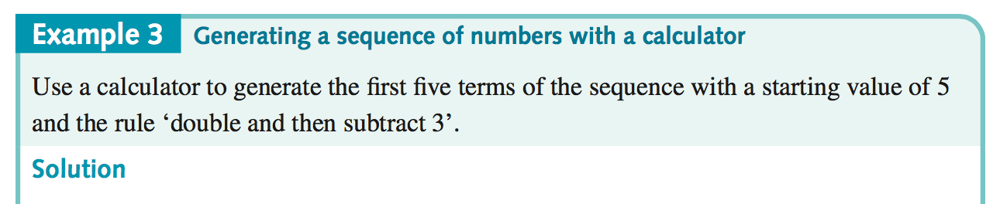 Example 3 Generating a sequence of numbers with a calculator
Use a calculator to generate the first five terms of the sequence with a starting value of 5
and the rule ‘double and then subtract 3’.
Solution